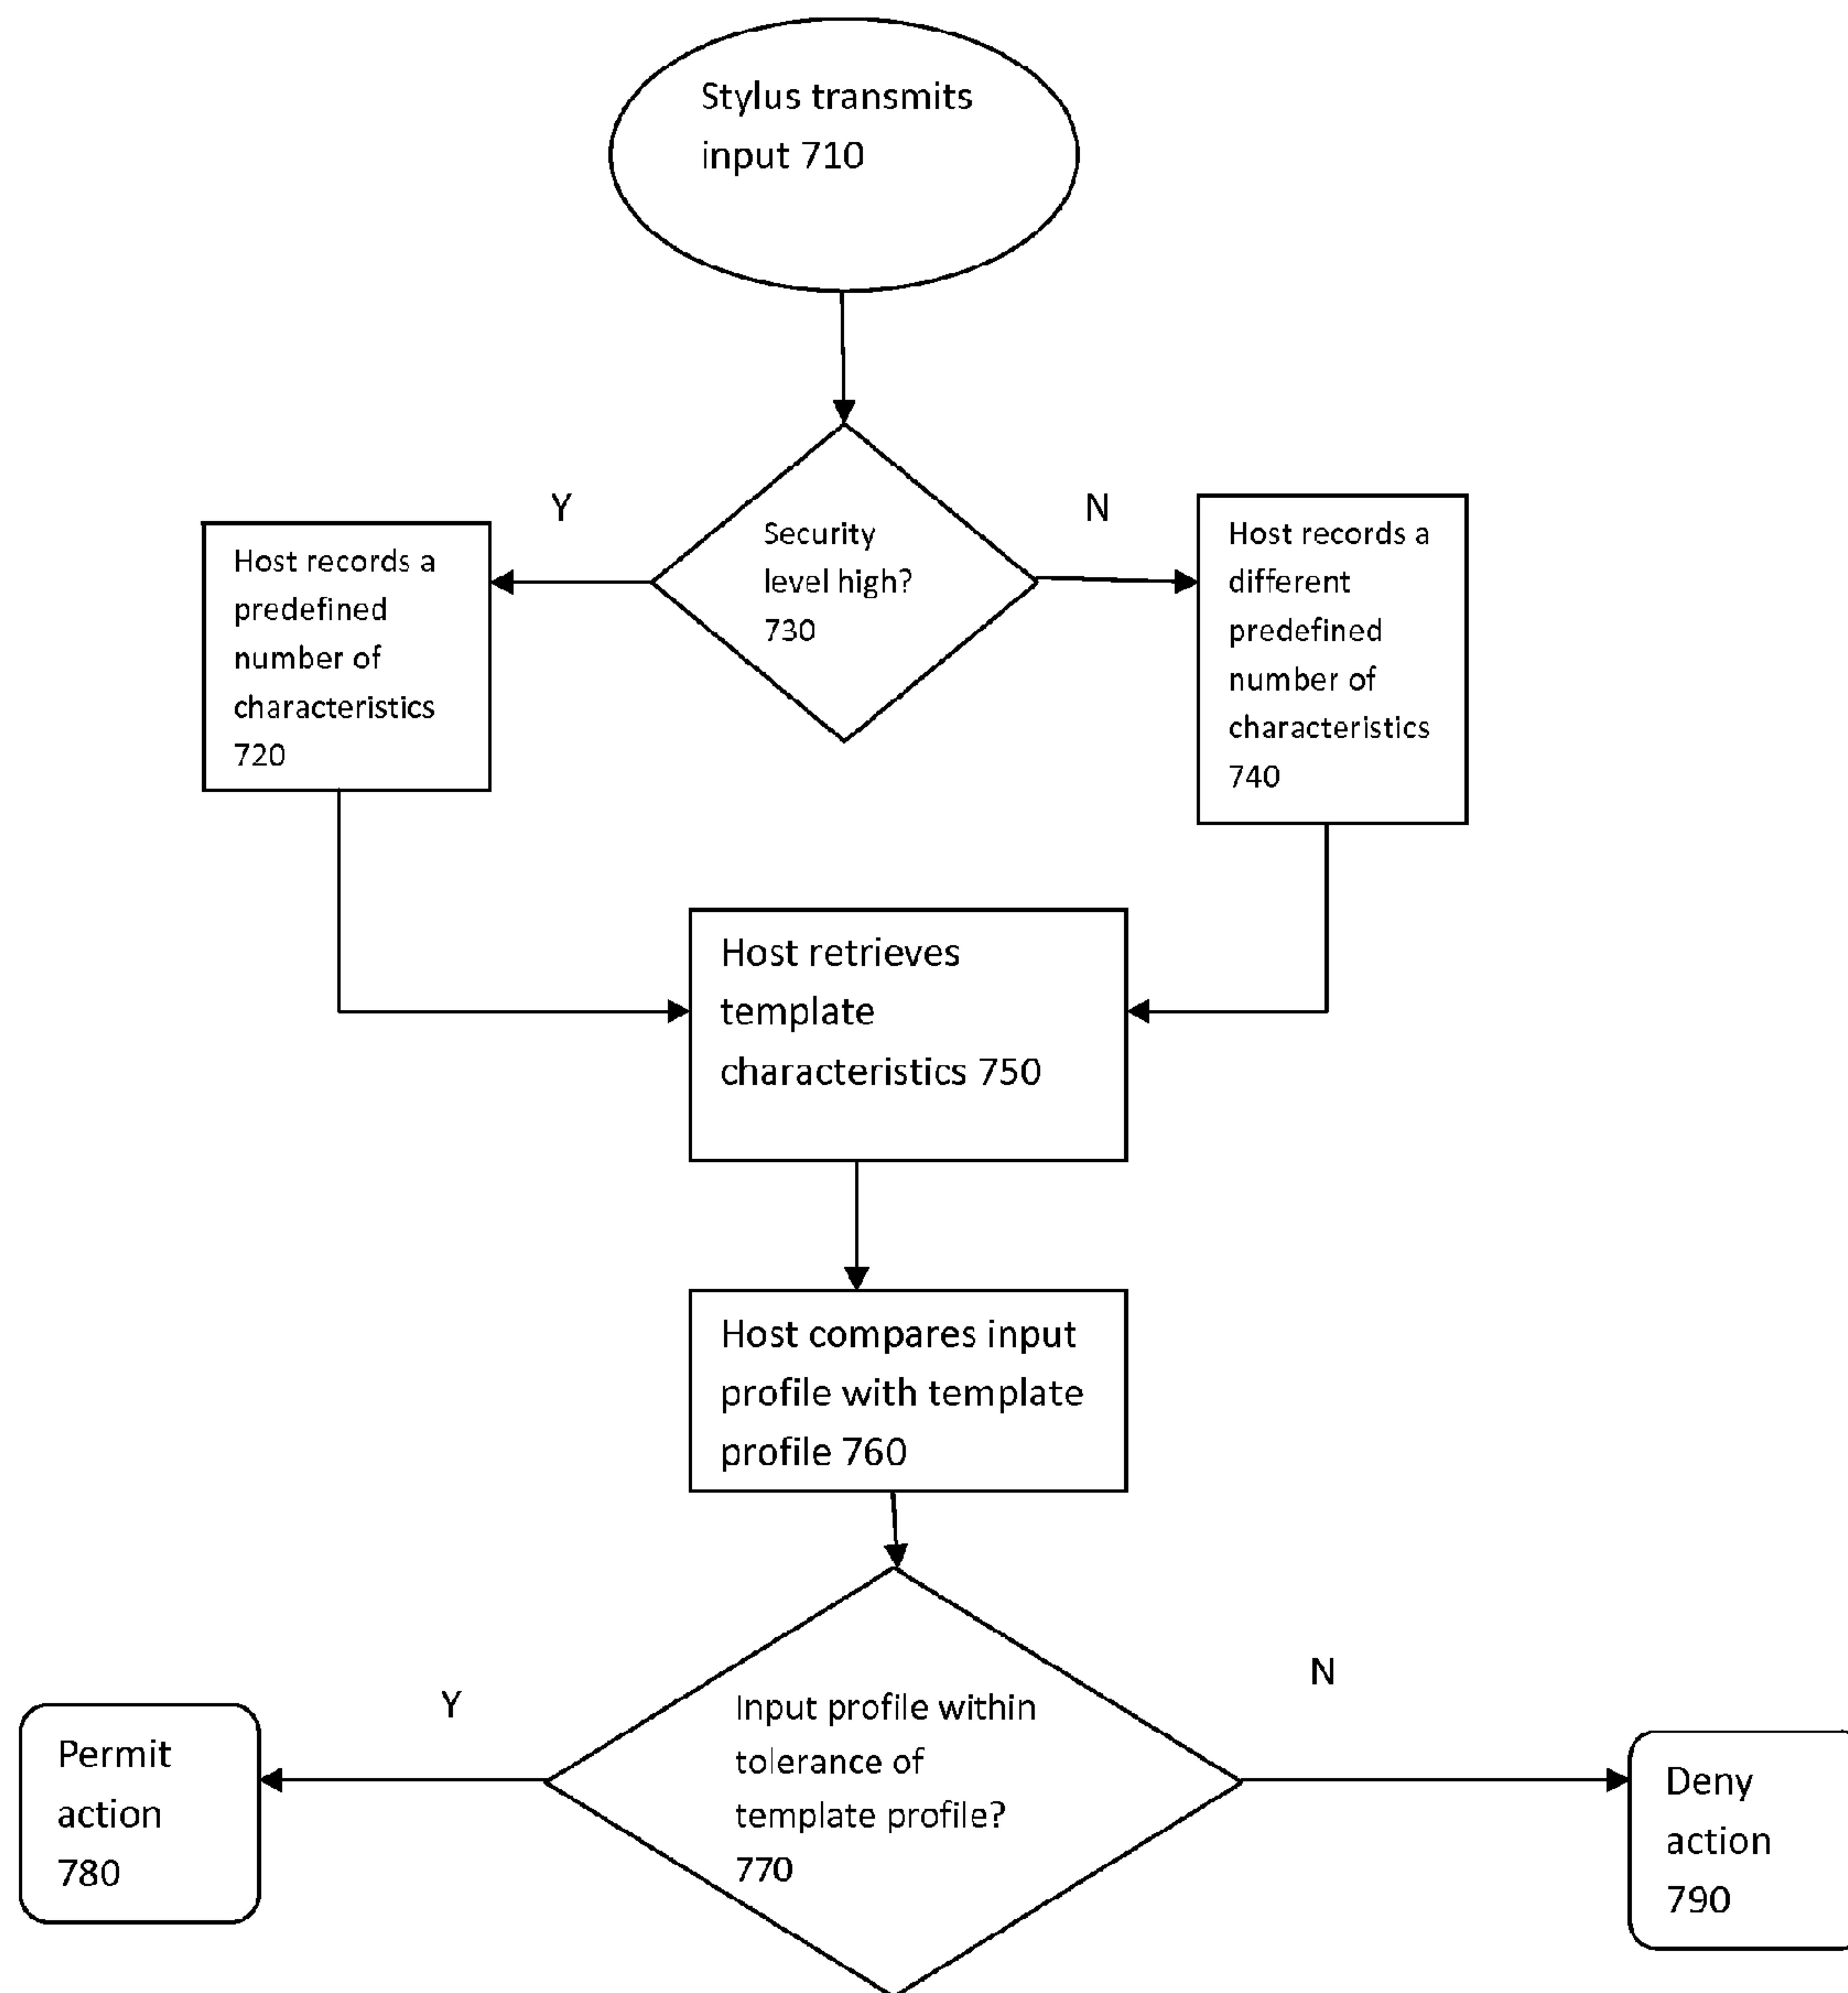 Stylus transmits
input 710
Y
N
Security
level high?
730
Host records a
predefined
number of
characteristics
720
Host records a
different
predefined
number of
characteristics
740
Host retrieves
template
characteristics 750
Host compares input
profile with template
profile 760
Y
N
Input profile within
tolerance of
template profile?
770
Permit
action
780
Deny
action
790